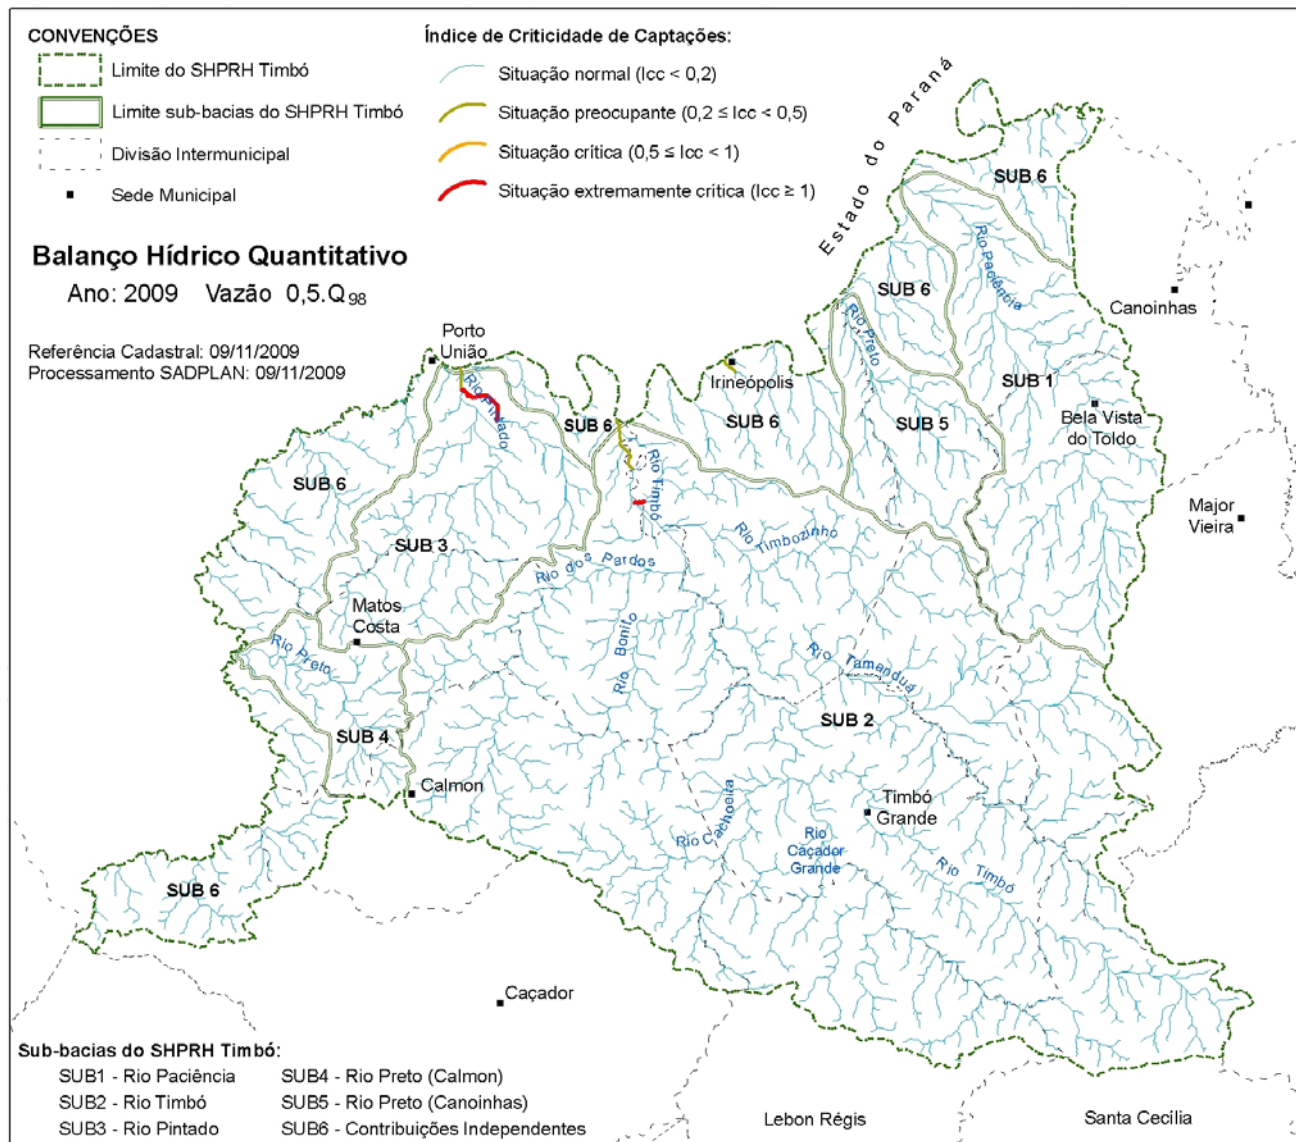 CONVENÇÕES
Limite do SHPRH Timbó
Limite sub-bacias do SHPRH Timbó
Divisão Intermunicipal
Sede Municipal
Índice de Criticidade de Captações:
Situação normal (Icc < 0,2)
Situação preocupante (0,2 ≤ Icc < 0,5)
Situação crítica (0,5 ≤ Icc < 1)
Situação extremamente crítica (Icc ≥ 1)
Balanço Hídrico Quantitativo
Ano: 2009 Vazão 0,5.Q98
Referência Cadastral: 09/11/2009
Processamento SADPLAN: 09/11/2009
Estado do Paraná
SUB 6
Rio Paciência
Canoinhas
SUB 6
Rio Preto
Porto
União
Irineópolis
SUB 1
Rio Pintado
Bela Vista
do Toldo
SUB 6
SUB 6
SUB 5
Rio Timbó
SUB 6
Major
Vieira
Rio Timbozinho
SUB 3
Rio dos Pardos
Matos
Costa
Rio Bonito
Rio Preto
Rio Tamanduá
SUB 4
SUB 2
Calmon
Timbó
Grande
Rio Cachoeira
Rio
Caçador
Grande
Rio Timbó
SUB 6
Caçador
Sub-bacias do SHPRH Timbó:
SUB1 - Rio Paciência
SUB2 - Rio Timbó
SUB3 - Rio Pintado
SUB4 - Rio Preto (Calmon)
SUB5 - Rio Preto (Canoinhas)
SUB6 - Contribuições Independentes
Lebon Régis
Santa Cecília